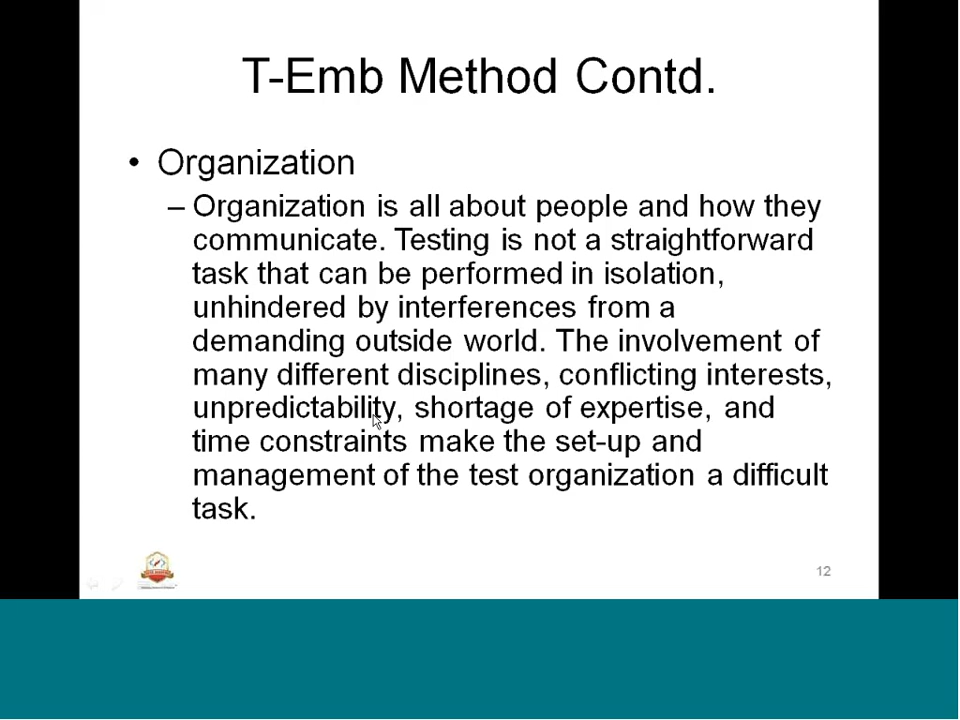 T-Emb Method Contd.
• Organization
– Organization is all about people and how they
communicate. Testing is not a straightforward
task that can be performed in isolation,
unhindered by interferences from a
demanding outside world. The involvement of
many different disciplines, conflicting interests,
unpredictability, shortage of expertise, and
time constraints make the set-up and
management of the test organization a difficult
task.
12